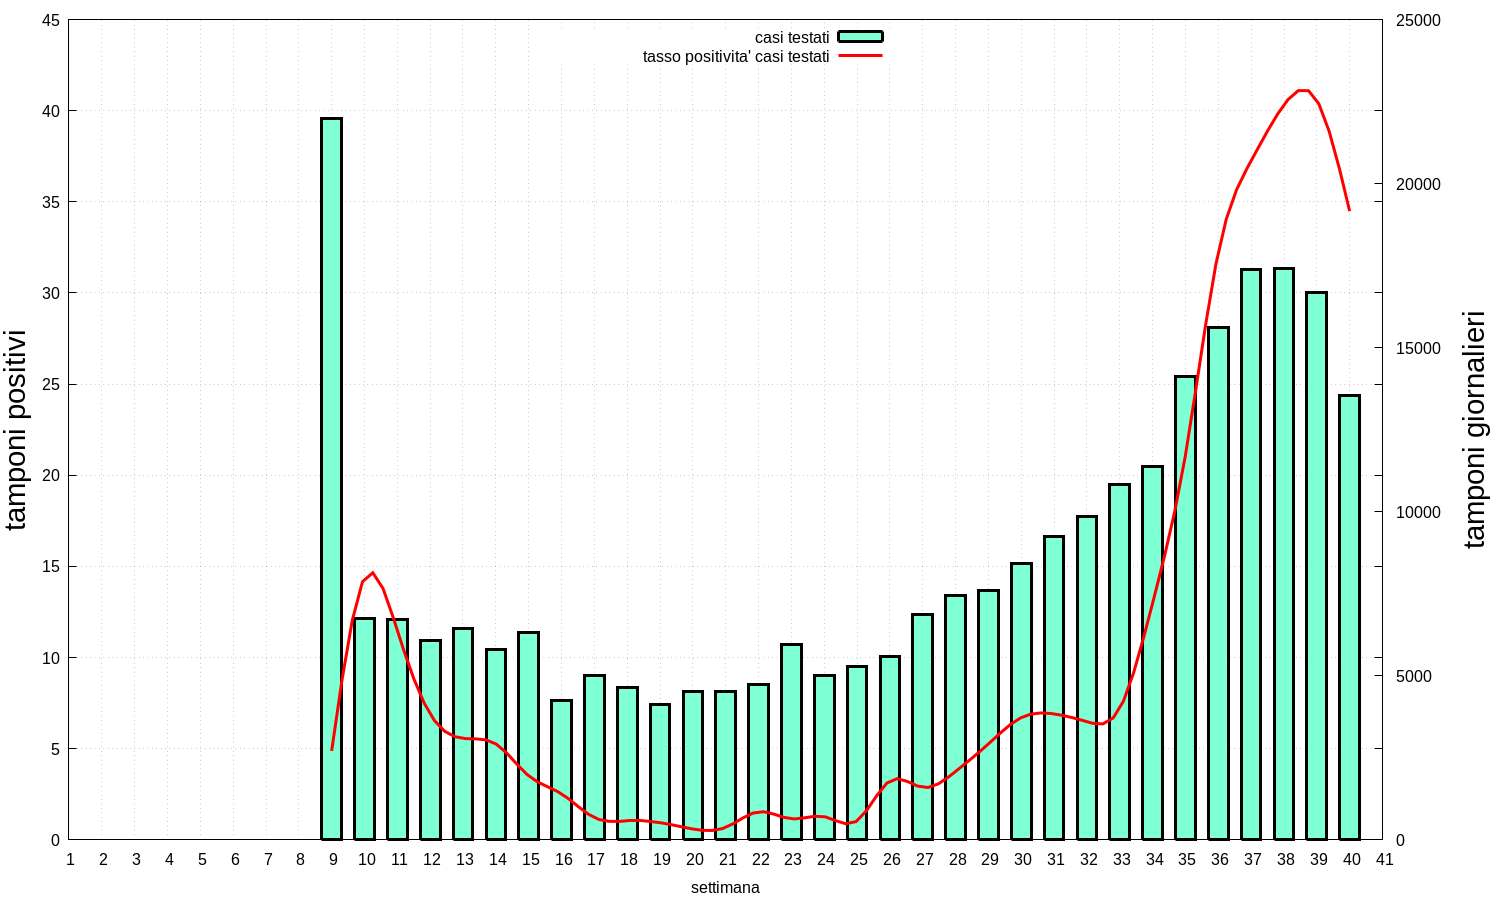 casi testati
tasso positivita' casi testati
45
40
35
30
25
20
15
10
5
0
tamponi positivi
25000
20000
15000
10000
5000
0
tamponi giornalieri
1 2 3 4 5 6 7 8 9 10 11 12 13 14 15 16 17 18 19 20 21 22 23 24 25 26 27 28 29 30 31 32 33 34 35 36 37 38 39 40 41
settimana